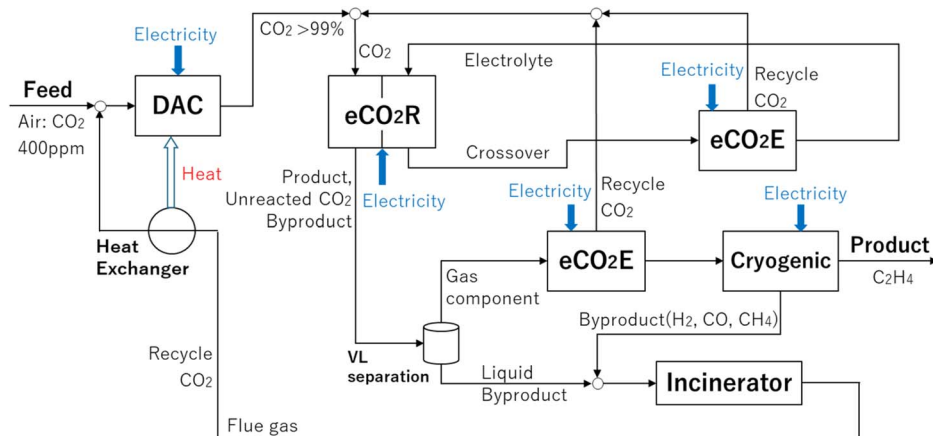 Electricity
CO2 >99%
CO2
Electrolyte
Electricity
Recycle
CO2
Feed
Air: CO2
400ppm
DAC
eCO2R
eCO2E
Heat
Crossover
Product,
Unreacted CO2
Byproduct
Electricity
Electricity
Recycle
CO2
Electricity
Heat
Exchanger
Gas
component
eCO2E
Cryogenic
Product
C2H4
Byproduct(H2, CO, CH4)
Recycle
CO2
VL
separation
Liquid
Byproduct
Incinerator
Flue gas